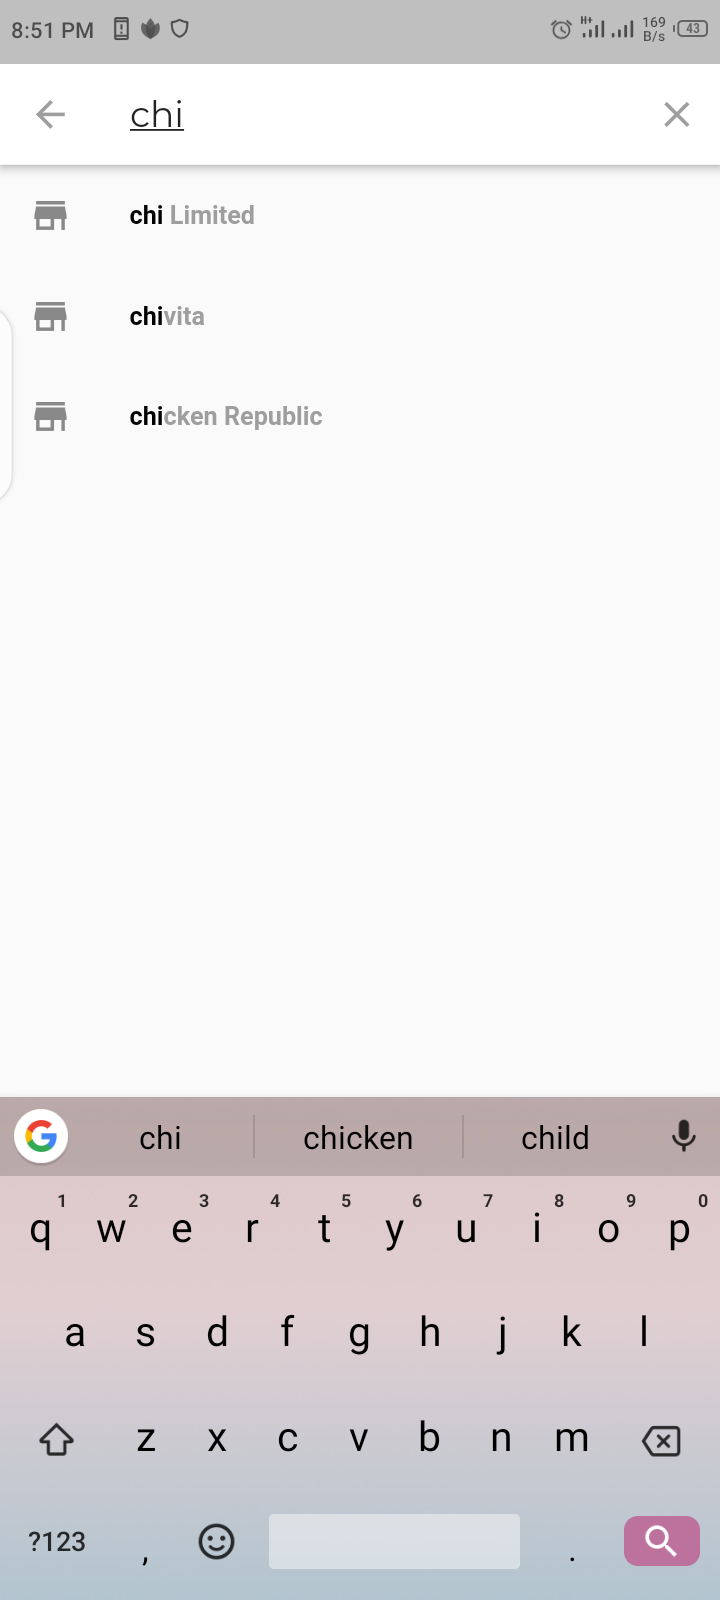 8:51 PM H+ 169 B/s 43
chi
chi Limited
chivita
chicken Republic
chi chicken child
1 2 3 4 5 6 7 8 9 0
q w e r t y u i o p
a s d f g h j k l
z x c v b n m
?123 , .